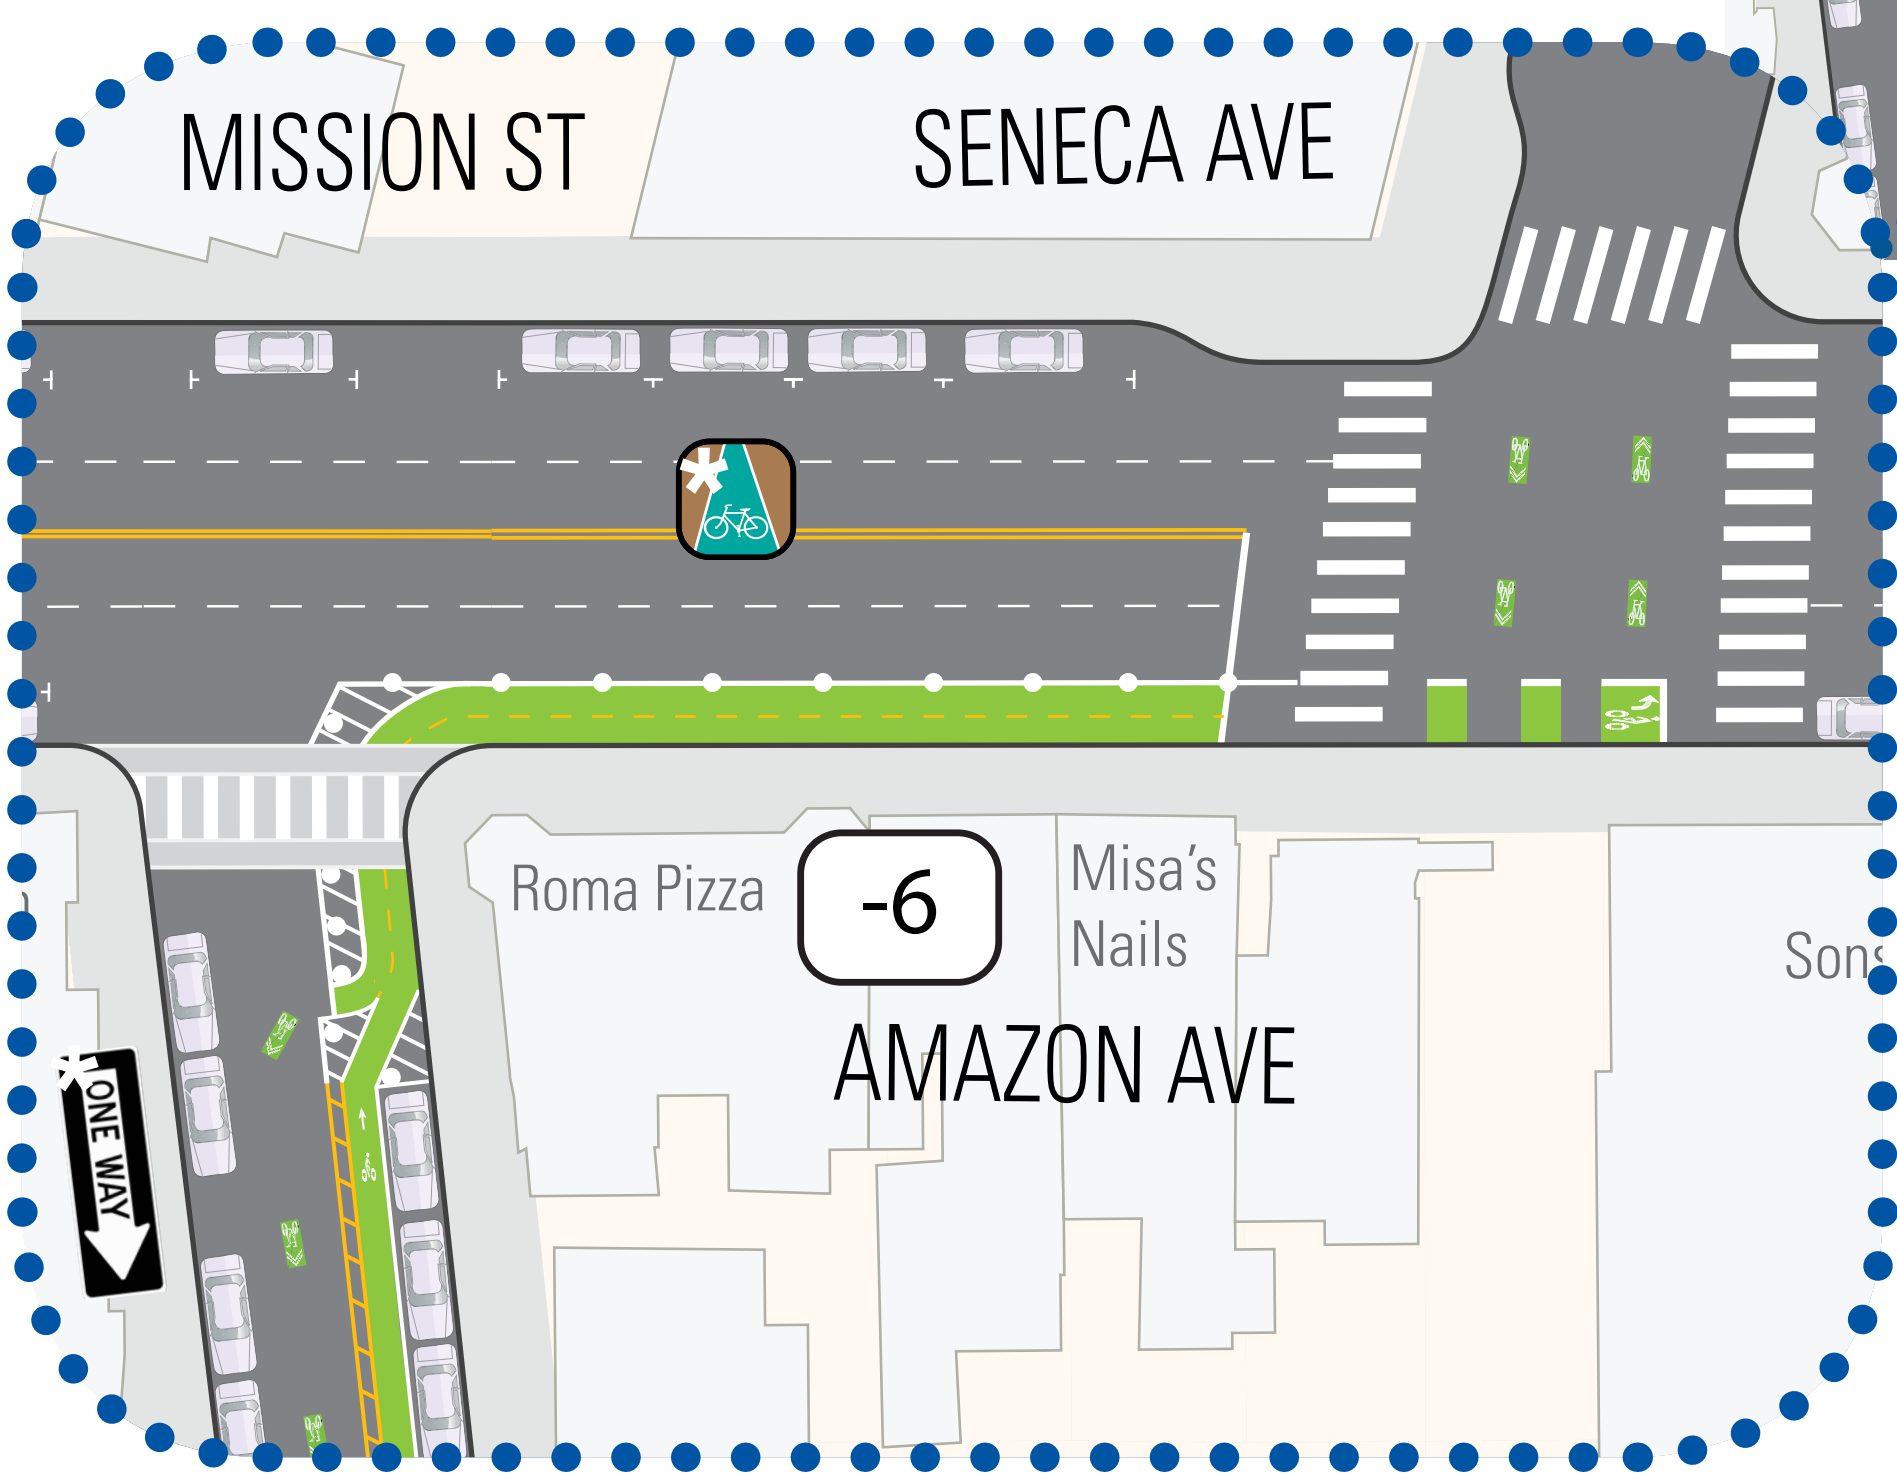 MISSION ST
SENECA AVE
*
Roma Pizza
-6
Misa's
Nails
Sons
AMAZON AVE
*
ONE WAY